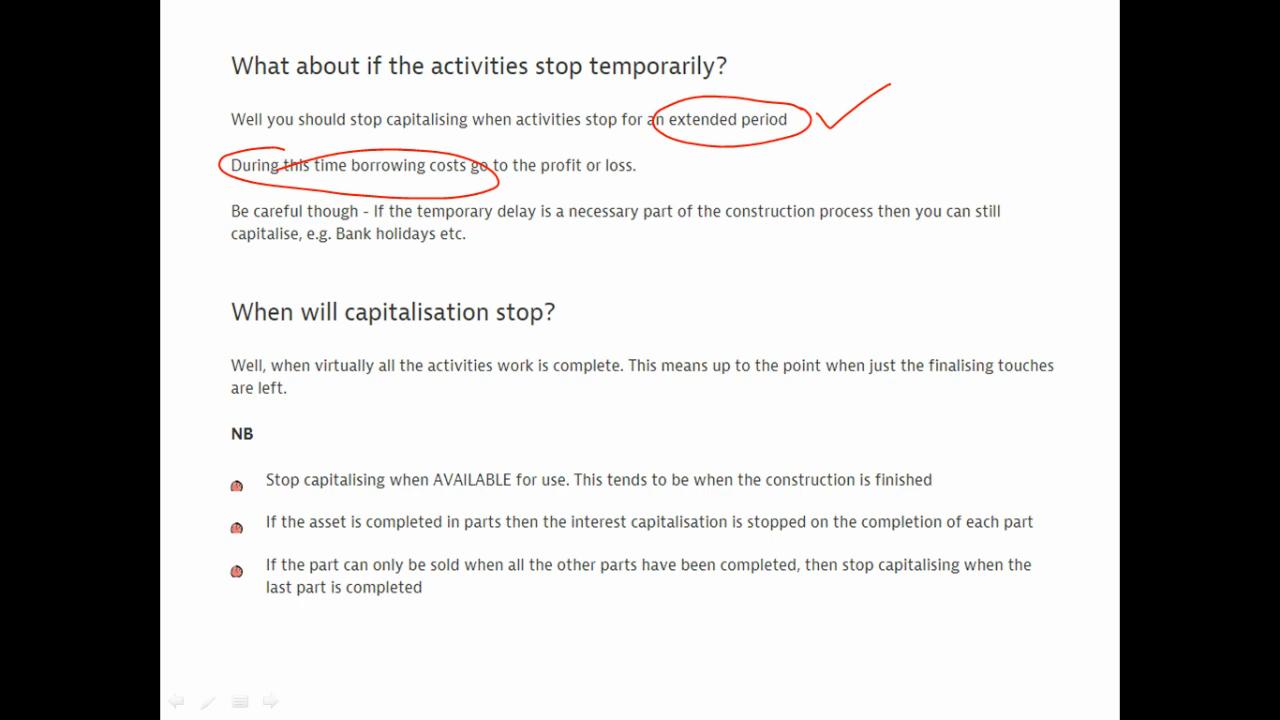 What about if the activities stop temporarily?
Well you should stop capitalising when activities stop for an extended period
During this time borrowing costs go to the profit or loss.
Be careful though - If the temporary delay is a necessary part of the construction process then you can still
capitalise, e.g. Bank holidays etc.
When will capitalisation stop?
Well, when virtually all the activities work is complete. This means up to the point when just the finalising touches
are left.
NB
Stop capitalising when AVAILABLE for use. This tends to be when the construction is finished
If the asset is completed in parts then the interest capitalisation is stopped on the completion of each part
If the part can only be sold when all the other parts have been completed, then stop capitalising when the
last part is completed